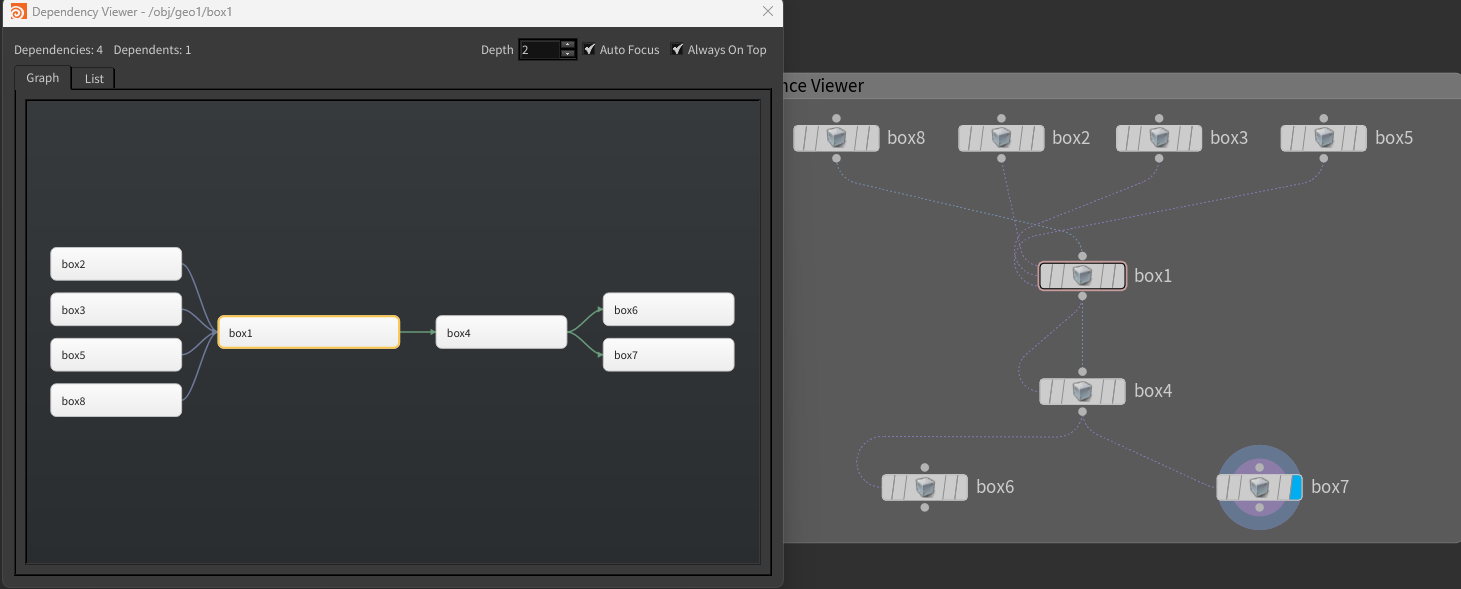 Dependency Viewer - /obj/geo1/box1
Dependencies: 4 Dependents: 1
Depth 2 Auto Focus Always On Top
Graph List
box2
box3
box5
box8
box1
box4
box6
box7
nce Viewer
box8 box2 box3 box5
box1
box4
box6 box7